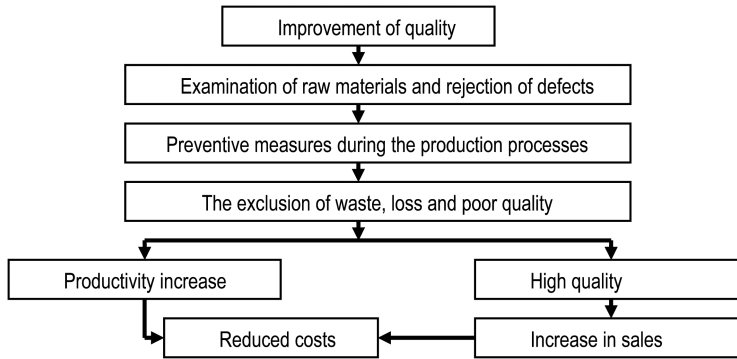 Improvement of quality
Examination of raw materials and rejection of defects
Preventive measures during the production processes
The exclusion of waste, loss and poor quality
Productivity increase
High quality
Reduced costs
Increase in sales